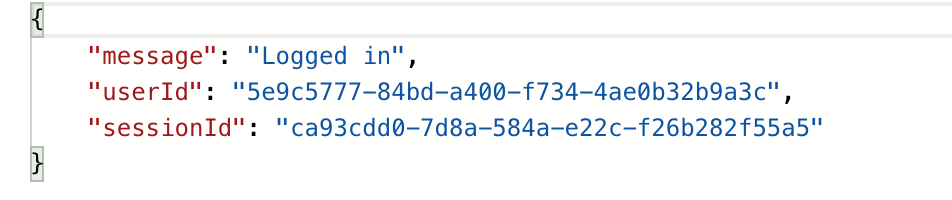 {
    "message": "Logged in",
    "userId": "5e9c5777-84bd-a400-f734-4ae0b32b9a3c",
    "sessionId": "ca93cdd0-7d8a-584a-e22c-f26b282f55a5"
}